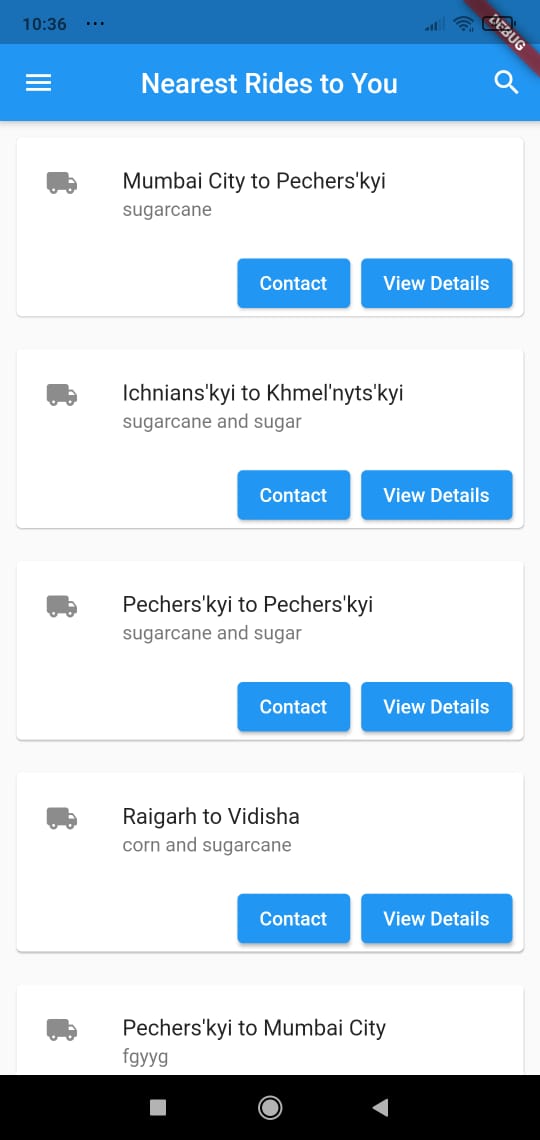 10:36 ...
DEBUG
Nearest Rides to You
Mumbai City to Pechers'kyi
sugarcane
Contact View Details
Ichnians'kyi to Khmel'nyts'kyi
sugarcane and sugar
Contact View Details
Pechers'kyi to Pechers'kyi
sugarcane and sugar
Contact View Details
Raigarh to Vidisha
corn and sugarcane
Contact View Details
Pechers'kyi to Mumbai City
fgyyg